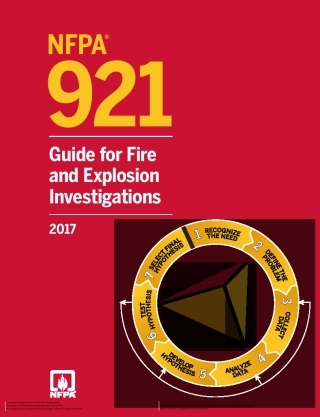 NFPA®
921
Guide for Fire
and Explosion
Investigations
2017
1 RECOGNIZE
THE NEED
2 DEFINE THE
PROBLEM
3 COLLECT
DATA
4 ANALYZE
DATA
5 DEVELOP
HYPOTHESIS
6 TEST
HYPOTHESIS
7 SELECT FINAL
HYPOTHESIS
NFPA®